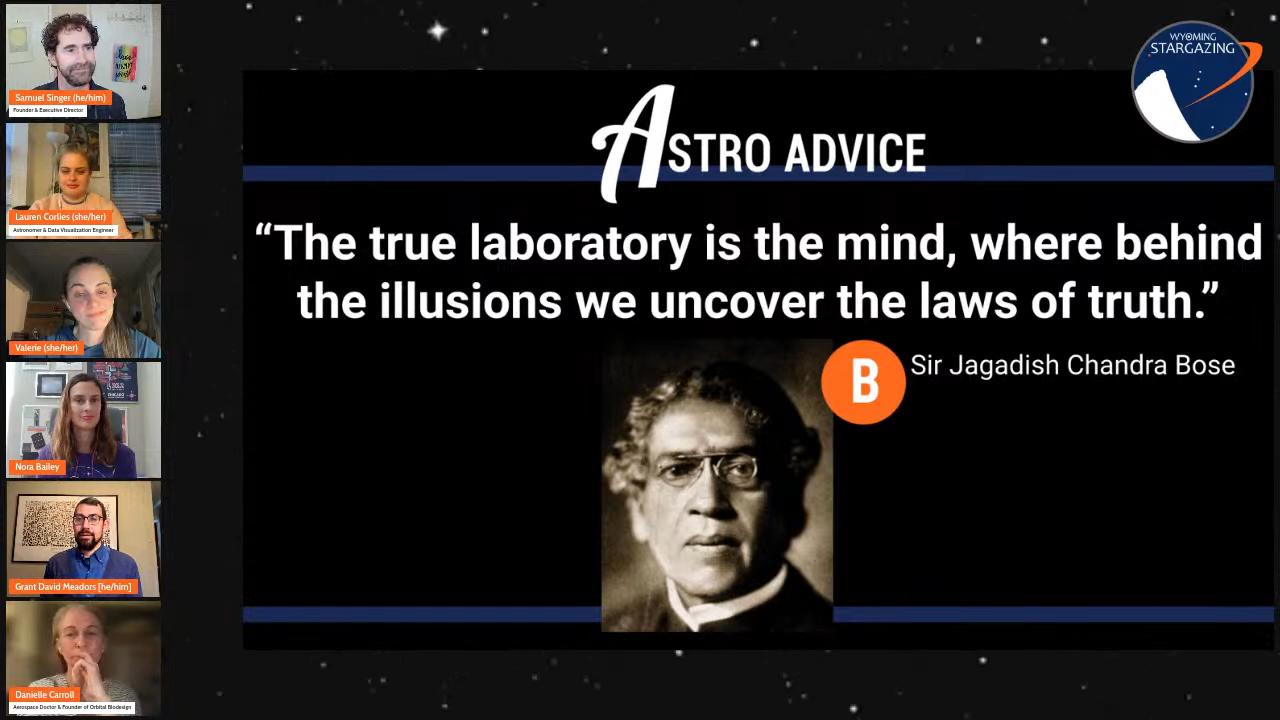 Samuel Singer (he/him)
Founder & Executive Director
Lauren Corlies (she/her)
Astronomer & Data Visualization Engineer
Valerie (she/her)
Nora Bailey
Grant David Meadors [he/him]
Danielle Carroll
Aerospace Doctor & Founder of Orbital Biodesign
WYOMING
STARGAZING
ASTRO ADVICE
“The true laboratory is the mind, where behind
the illusions we uncover the laws of truth.”
B Sir Jagadish Chandra Bose